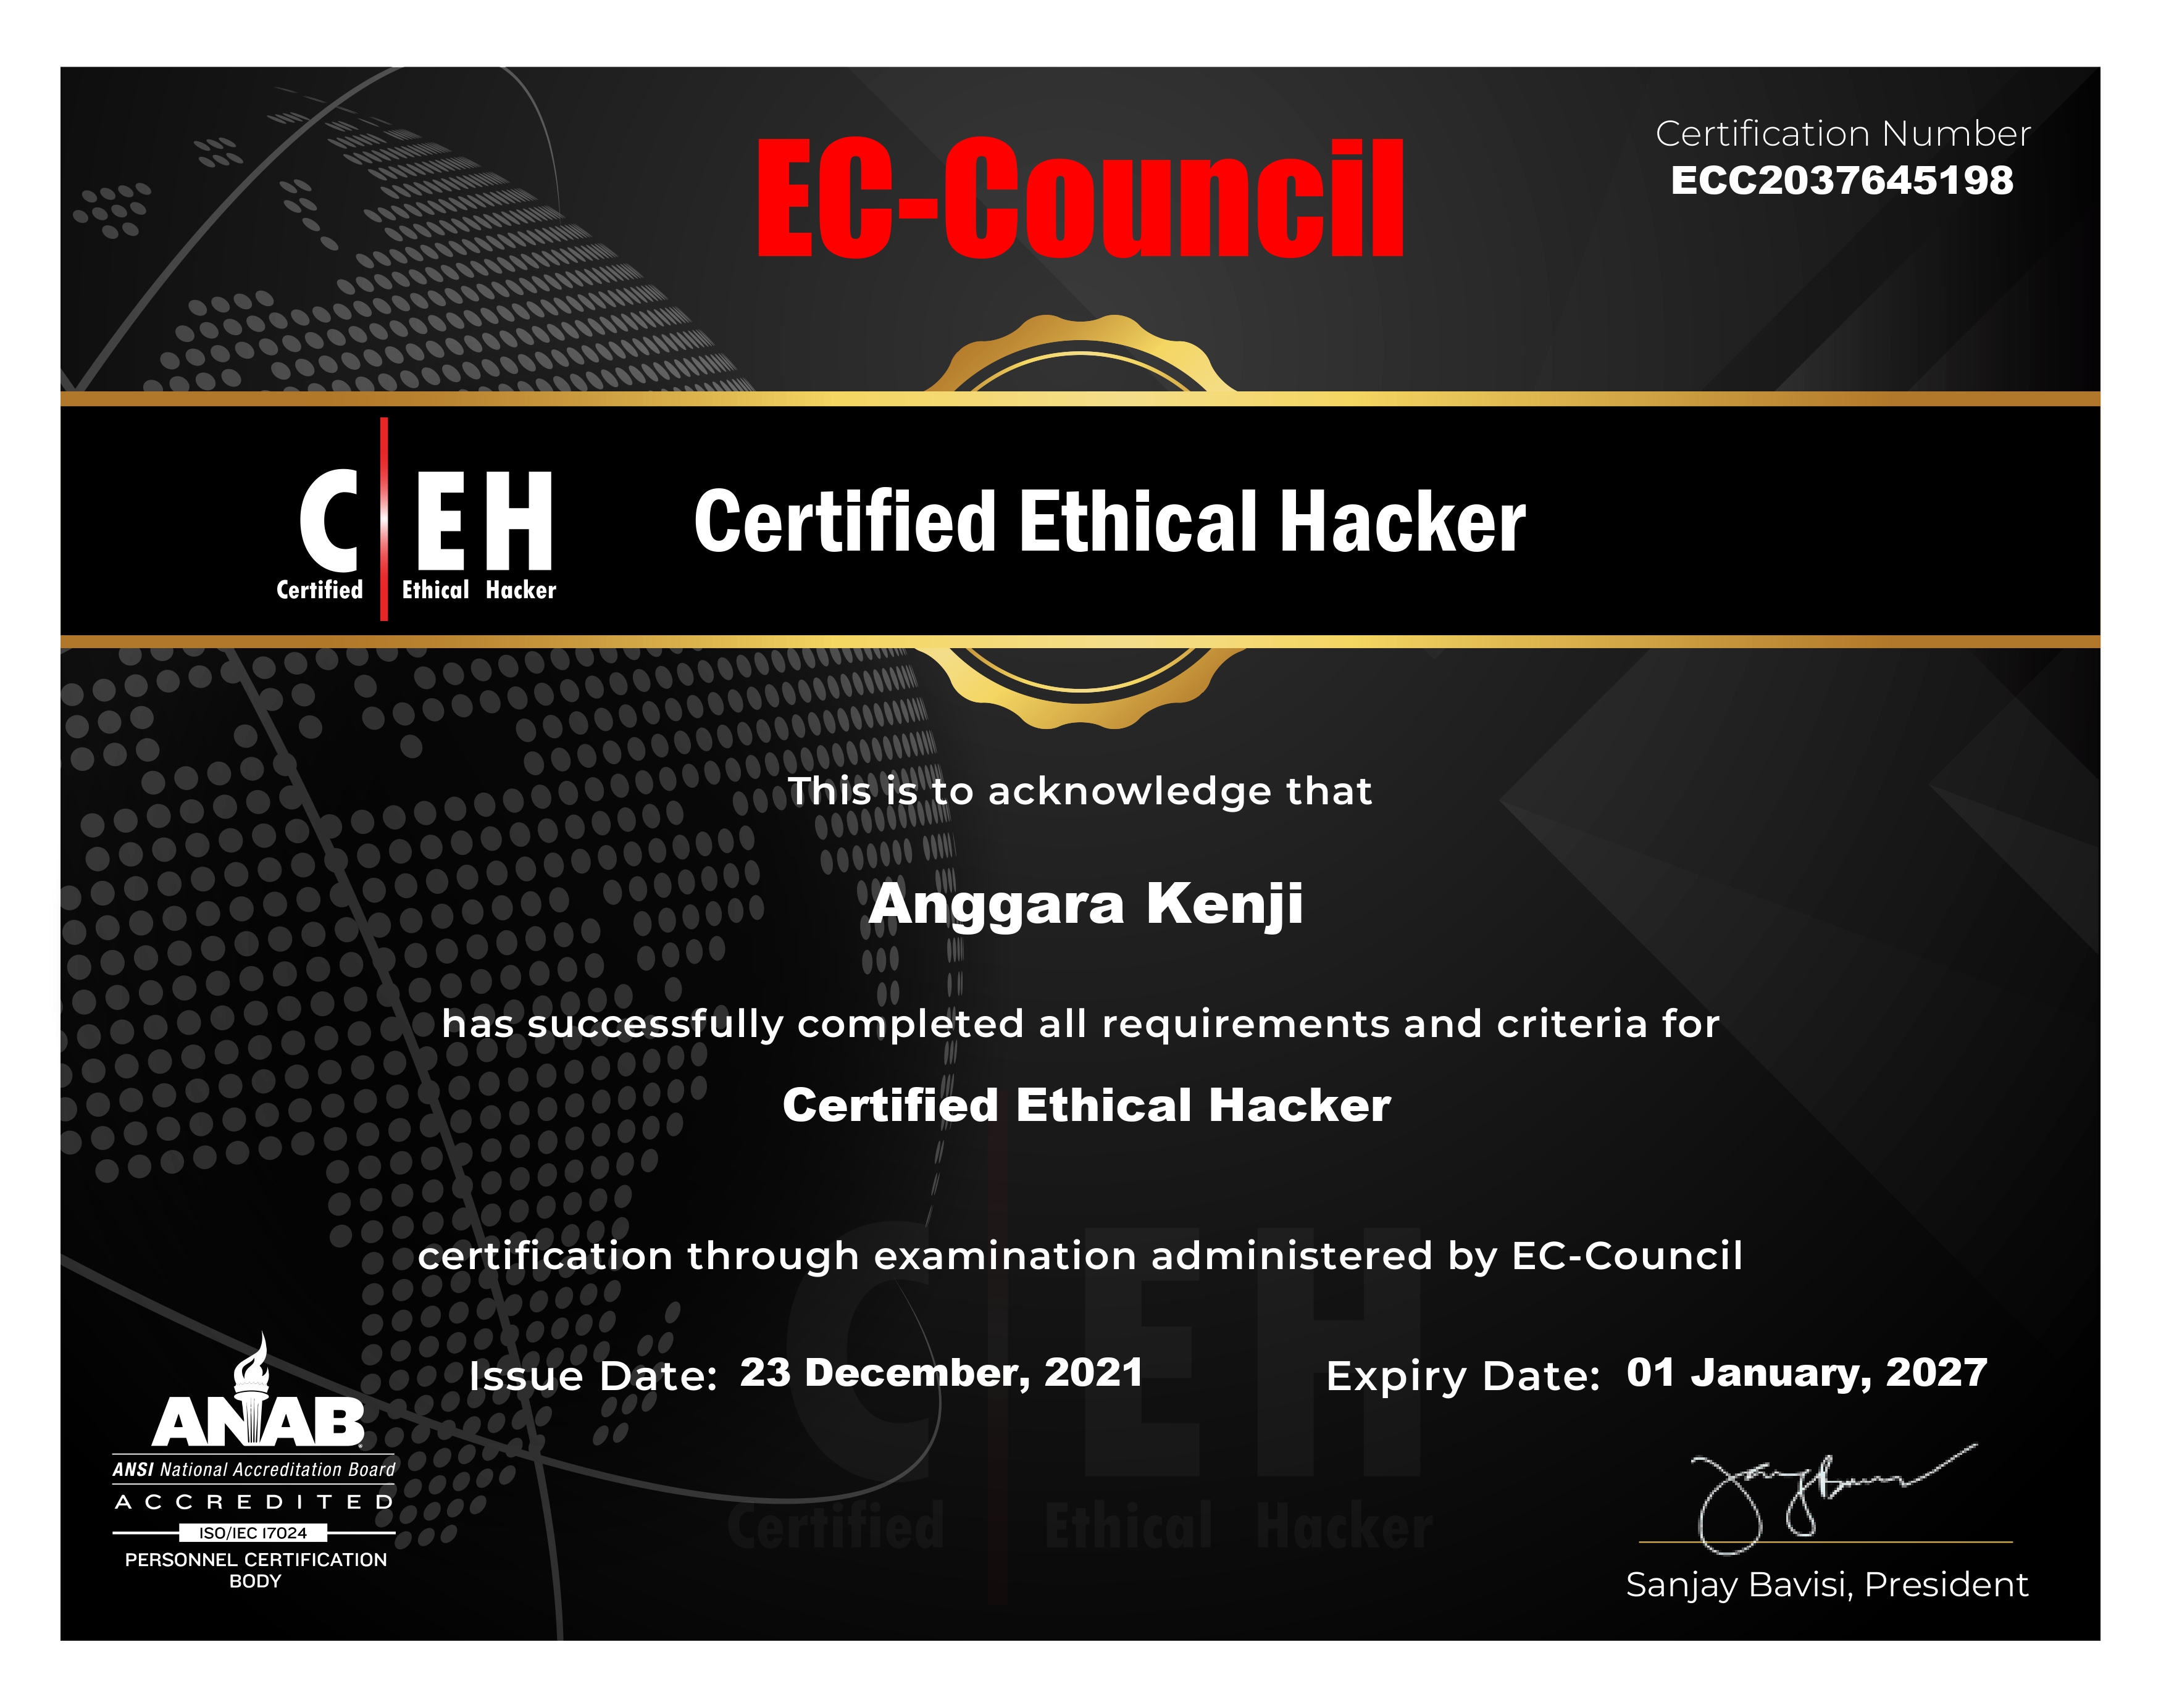 EC-Council
Certification Number
ECC2037645198
C EH
Certified Ethical Hacker
Certified Ethical Hacker
This is to acknowledge that
Anggara Kenji
has successfully completed all requirements and criteria for
Certified Ethical Hacker
certification through examination administered by EC-Council
C EH
Certified Ethical Hacker
Issue Date: 23 December, 2021
Expiry Date: 01 January, 2027
ANAB
ANSI National Accreditation Board
ACCREDITED
ISO/IEC 17024
PERSONNEL CERTIFICATION
BODY
Sanjay Bavisi, President